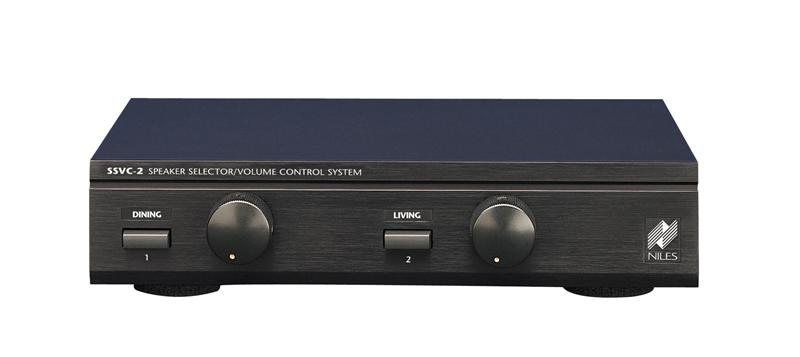 SSVC-2 SPEAKER SELECTOR/VOLUME CONTROL SYSTEM
DINING
LIVING
1
2
NILES